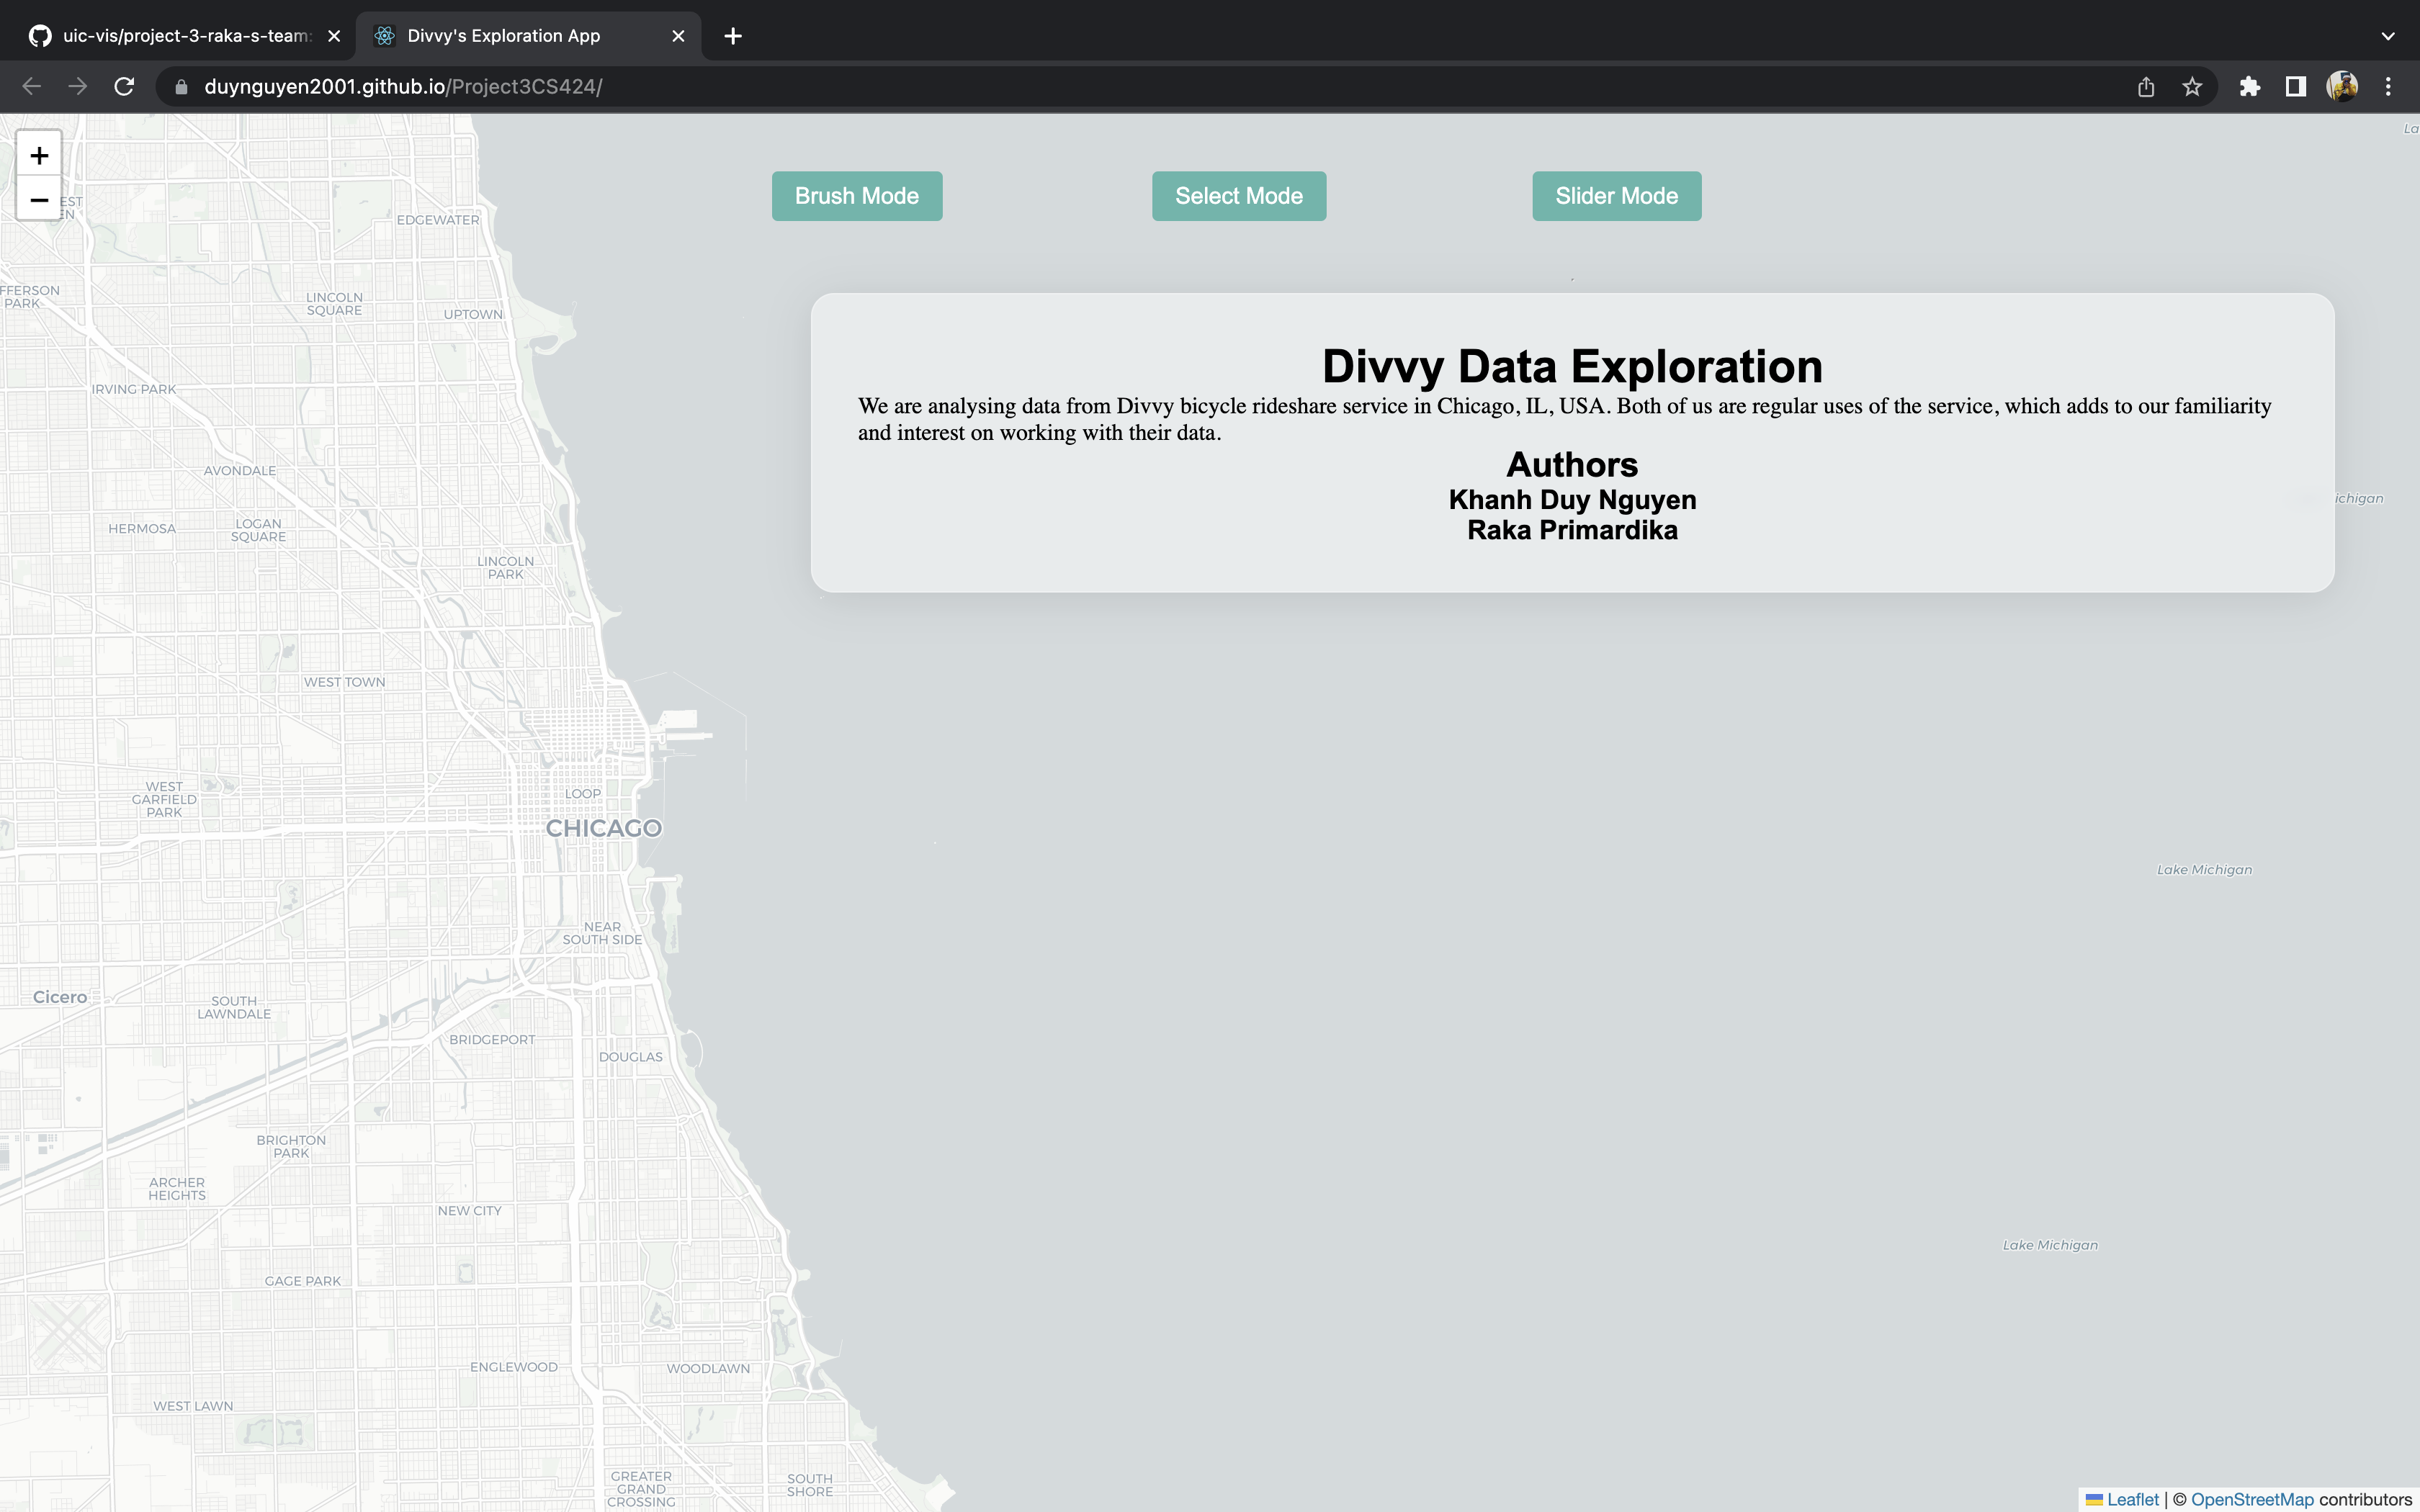 uic-vis/project-3-raka-s-team:
Divvy's Exploration App
duynguyen2001.github.io/Project3CS424/
+
−
Brush Mode
Select Mode
Slider Mode
Divvy Data Exploration
We are analysing data from Divvy bicycle rideshare service in Chicago, IL, USA. Both of us are regular uses of the service, which adds to our familiarity
and interest on working with their data.
Authors
Khanh Duy Nguyen
Raka Primardika
EDGEWATER
FFERSON
PARK
LINCOLN
SQUARE
UPTOWN
IRVING PARK
AVONDALE
HERMOSA
LOGAN
SQUARE
LINCOLN
PARK
WEST TOWN
WEST
GARFIELD
PARK
LOOP
CHICAGO
NEAR
SOUTH SIDE
Cicero
SOUTH
LAWNDALE
BRIDGEPORT
DOUGLAS
BRIGHTON
PARK
ARCHER
HEIGHTS
NEW CITY
GAGE PARK
ENGLEWOOD
WOODLAWN
WEST LAWN
GREATER
GRAND
CROSSING
SOUTH
SHORE
La
ichigan
Lake Michigan
Lake Michigan
Leaflet | © OpenStreetMap contributors